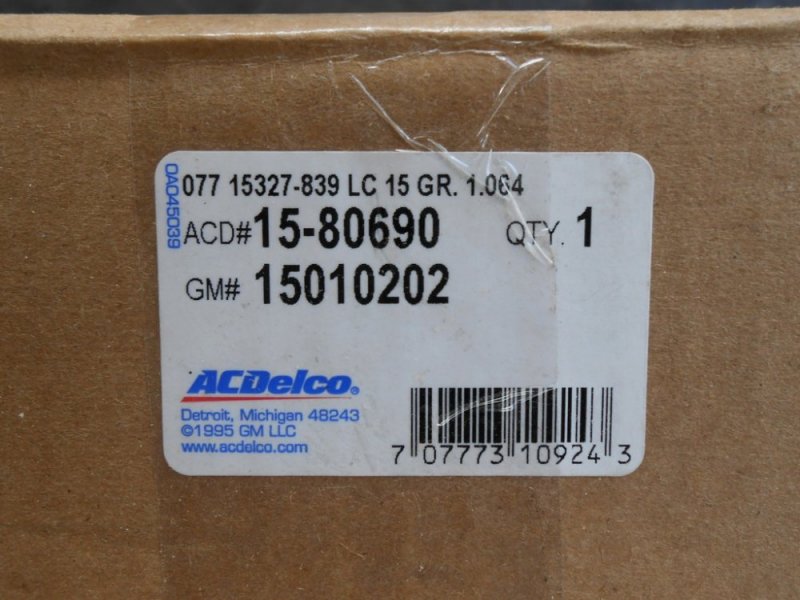 077 15327-839 LC 15 GR. 1.064
0A045039
ACD# 15-80690 QTY. 1
GM# 15010202
ACDelco®
Detroit, Michigan 48243
©1995 GM LLC
www.acdelco.com
7 07773 10924 3